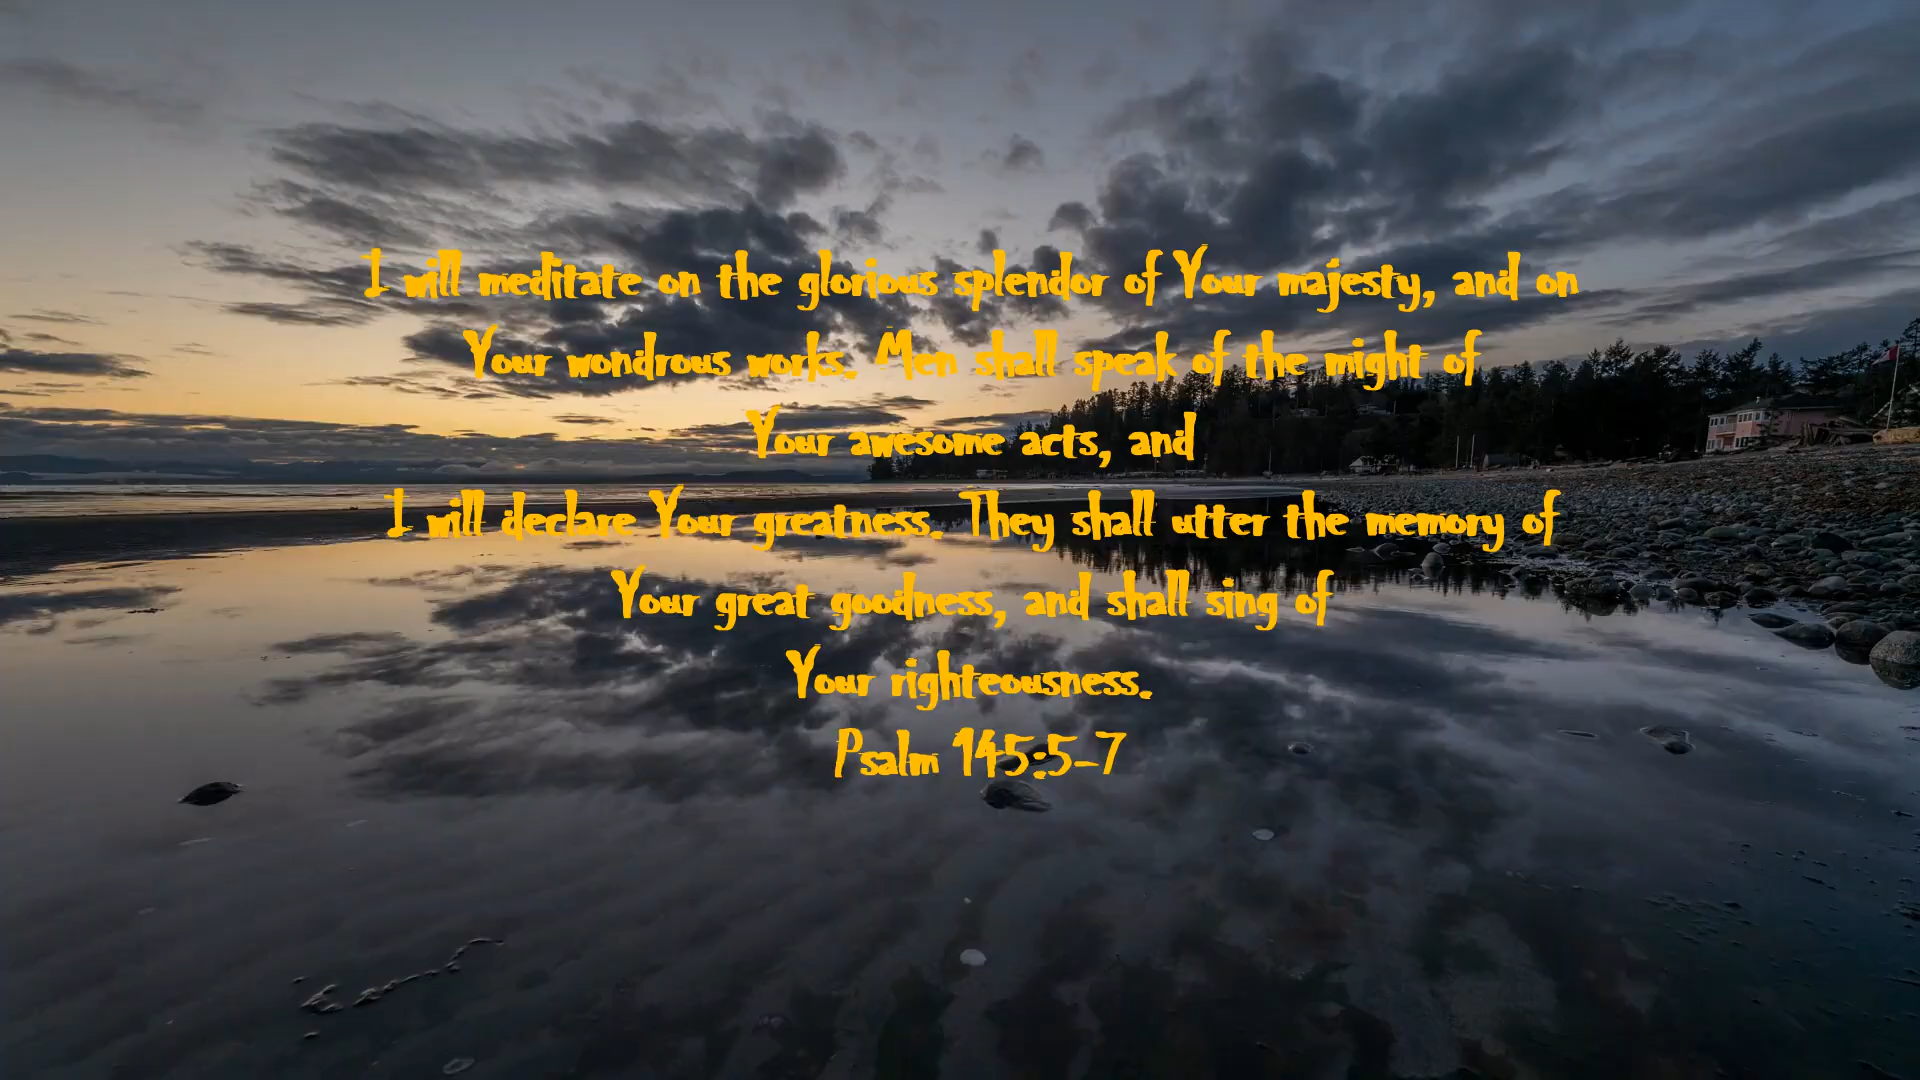 I will meditate on the glorious splendor of Your majesty, and on
Your wondrous works. Men shall speak of the might of
Your awesome acts, and
I will declare Your greatness. They shall utter the memory of
Your great goodness, and shall sing of
Your righteousness.
Psalm 145:5-7